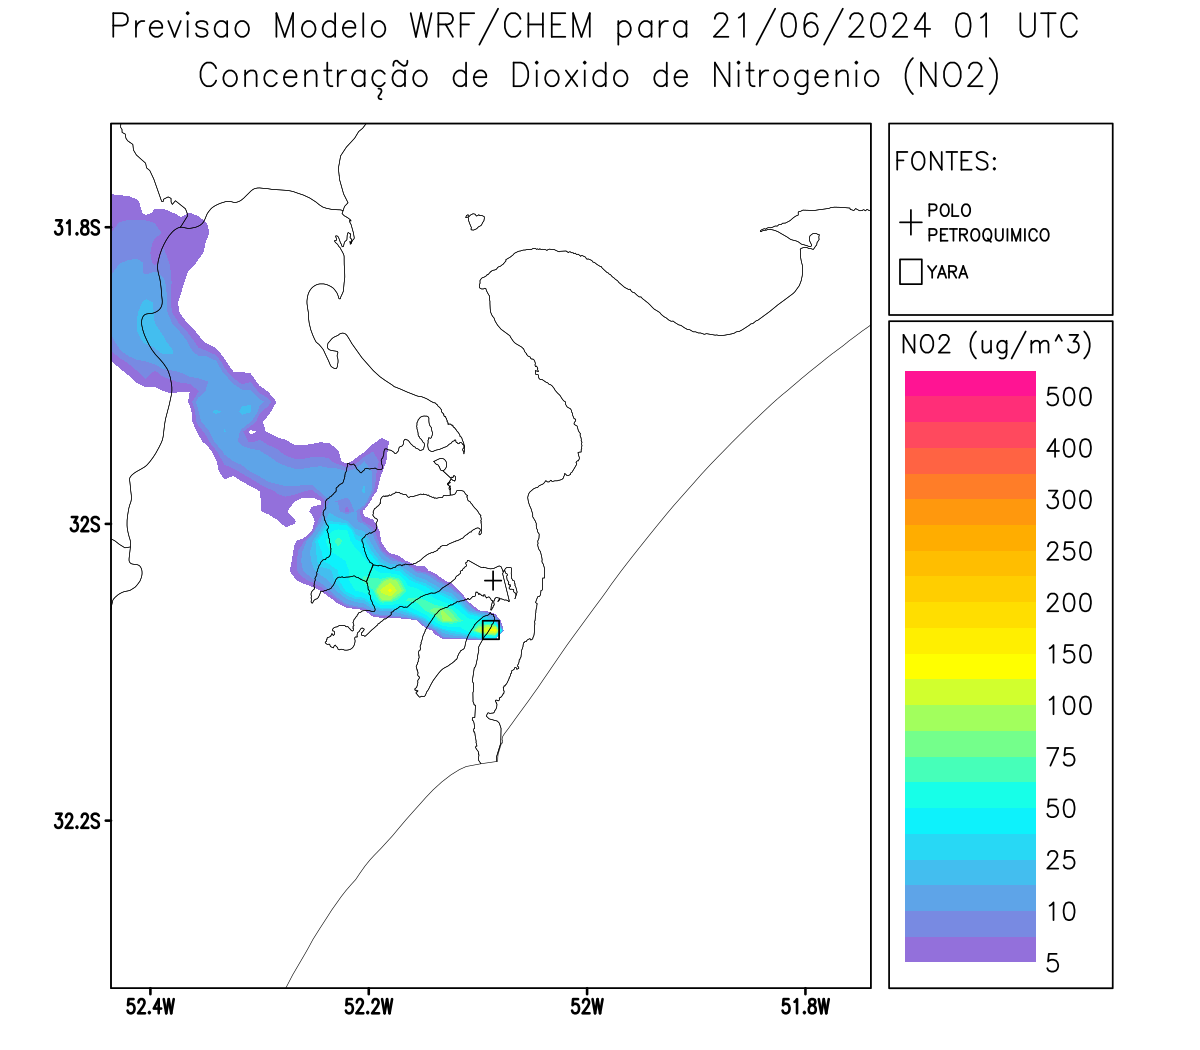 Previsao Modelo WRF/CHEM para 21/06/2024 01 UTC
Concentração de Dioxido de Nitrogenio (NO2)
FONTES:
POLO
PETROQUIMICO
YARA
NO2 (ug/m^3)
500
400
300
250
200
150
100
75
50
25
10
5
31.8S
32S
32.2S
52.4W 52.2W 52W 51.8W